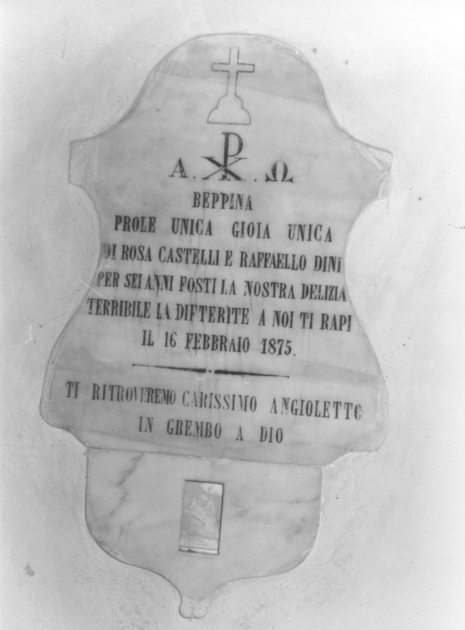 A. ☧ . Ω
BEPPINA
PROLE UNICA GIOIA UNICA
DI ROSA CASTELLI E RAFFAELLO DINI
PER SEI ANNI FOSTI LA NOSTRA DELIZIA
TERRIBILE LA DIFTERITE A NOI TI RAPI
IL 16 FEBBRAIO 1875.
TI RITROVEREMO CARISSIMO ANGIOLETTO
IN GREMBO A DIO